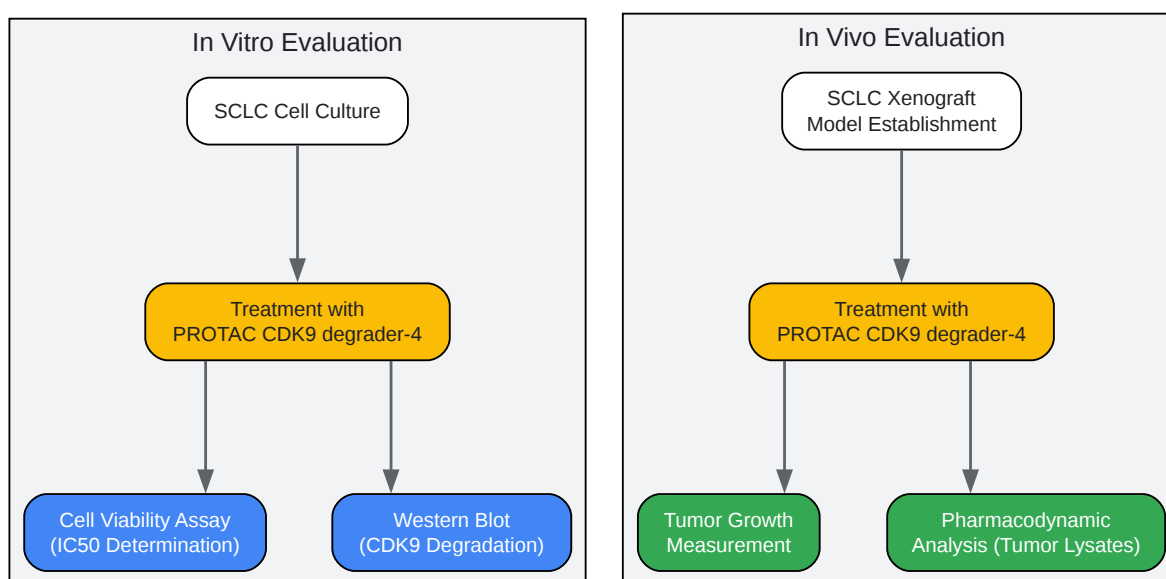 In Vitro Evaluation
SCLC Cell Culture
Treatment with
PROTAC CDK9 degrader-4
Cell Viability Assay
(IC50 Determination)
Western Blot
(CDK9 Degradation)
In Vivo Evaluation
SCLC Xenograft
Model Establishment
Treatment with
PROTAC CDK9 degrader-4
Tumor Growth
Measurement
Pharmacodynamic
Analysis (Tumor Lysates)